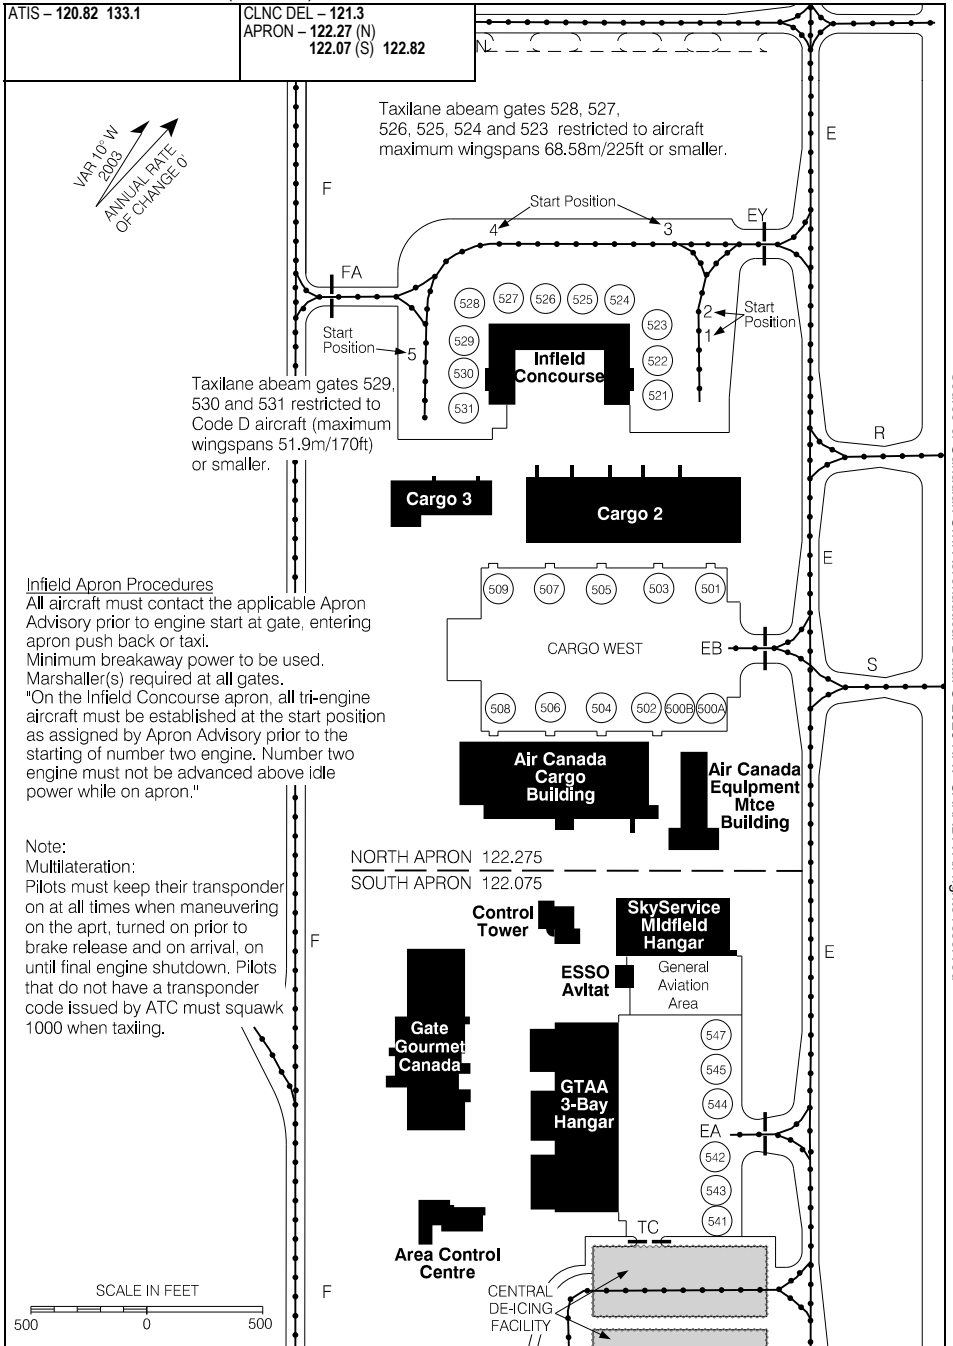 ATIS – 120.82 133.1
CLNC DEL – 121.3
APRON – 122.27 (N)
122.07 (S) 122.82
N
Taxilane abeam gates 528, 527,
526, 525, 524 and 523 restricted to aircraft
maximum wingspans 68.58m/225ft or smaller.
VAR 10° W
2003
ANNUAL RATE
OF CHANGE 0'
E
F
Start Position
4
3
EY
FA
528
527
526
525
524
523
2
1
Start
Position
Start
Position
5
529
530
531
Infield
Concourse
522
521
Taxilane abeam gates 529,
530 and 531 restricted to
Code D aircraft (maximum
wingspans 51.9m/170ft)
or smaller.
R
Cargo 3
Cargo 2
E
Infield Apron Procedures
All aircraft must contact the applicable Apron
Advisory prior to engine start at gate, entering
apron push back or taxi.
Minimum breakaway power to be used.
Marshaller(s) required at all gates.
"On the Infield Concourse apron, all tri-engine
aircraft must be established at the start position
as assigned by Apron Advisory prior to the
starting of number two engine. Number two
engine must not be advanced above idle
power while on apron."
509
507
505
503
501
CARGO WEST
EB
S
508
506
504
502
500B
500A
Air Canada
Cargo
Building
Air Canada
EquIpment
Mtce
Building
Note:
Multilateration:
Pilots must keep their transponder
on at all times when maneuvering
on the aprt, turned on prior to
brake release and on arrival, on
until final engine shutdown. Pilots
that do not have a transponder
code issued by ATC must squawk
1000 when taxiing.
NORTH APRON 122.275
SOUTH APRON 122.075
F
Control
Tower
SkyService
MIdfIeld
Hangar
E
ESSO
AvItat
General
Aviation
Area
Gate
Gourmet
Canada
GTAA
3-Bay
Hangar
547
545
544
EA
542
543
541
TC
Area Control
Centre
CENTRAL
DE-ICING
FACILITY
F
SCALE IN FEET
500
0
500